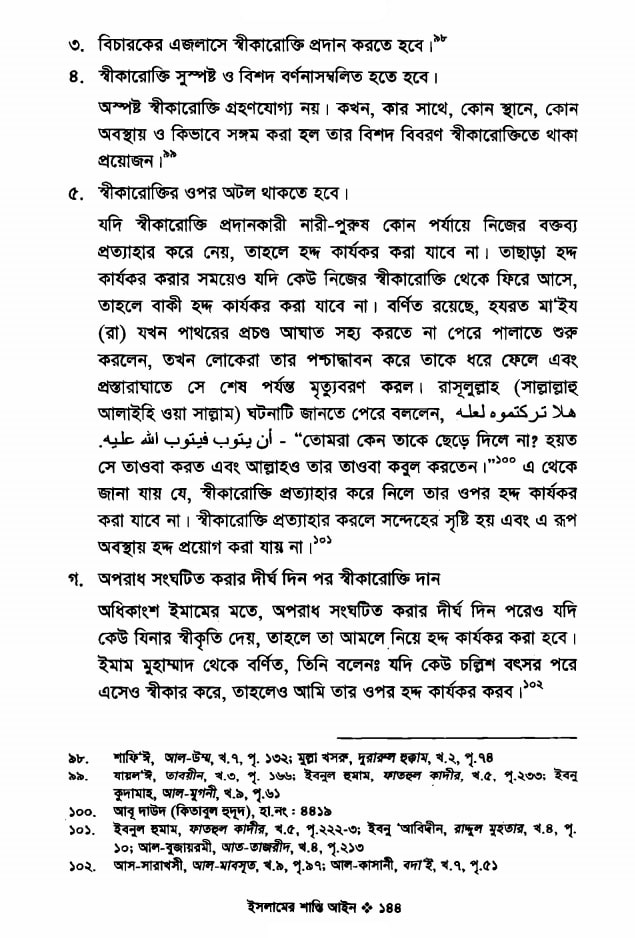 ৩. বিচারকের এজলাসে স্বীকারোক্তি প্রদান করতে হবে।৯৮
৪. স্বীকারোক্তি সুস্পষ্ট ও বিশদ বর্ণনাসম্বলিত হতে হবে।
অস্পষ্ট স্বীকারোক্তি গ্রহণযোগ্য নয়। কখন, কার সাথে, কোন স্থানে, কোন
অবস্থায় ও কিভাবে সঙ্গম করা হল তার বিশদ বিবরণ স্বীকারোক্তিতে থাকা
প্রয়োজন।৯৯
৫. স্বীকারোক্তির ওপর অটল থাকতে হবে।
যদি স্বীকারোক্তি প্রদানকারী নারী-পুরুষ কোন পর্যায়ে নিজের বক্তব্য
প্রত্যাহার করে নেয়, তাহলে হদ্দ কার্যকর করা যাবে না। তাছাড়া হদ্দ
কার্যকর করার সময়েও যদি কেউ নিজের স্বীকারোক্তি থেকে ফিরে আসে,
তাহলে বাকী হদ্দ কার্যকর করা যাবে না। বর্ণিত রয়েছে, হযরত মা'ইয
(রা) যখন পাথরের প্রচণ্ড আঘাত সহ্য করতে না পেরে পালাতে শুরু
করলেন, তখন লোকেরা তার পশ্চাদ্ধাবন করে তাকে ধরে ফেলে এবং
প্রস্তারাঘাতে সে শেষ পর্যন্ত মৃত্যুবরণ করল। রাসূলুল্লাহ (সাল্লাল্লাহু
আলাইহি ওয়া সাল্লাম) ঘটনাটি জানতে পেরে বললেন, هلا تركتموه لعله
أن يتوب فيتوب الله عليه. - “তোমরা কেন তাকে ছেড়ে দিলে না? হয়ত
সে তাওবা করত এবং আল্লাহও তার তাওবা কবুল করতেন।”১০০ এ থেকে
জানা যায় যে, স্বীকারোক্তি প্রত্যাহার করে নিলে তার ওপর হদ্দ কার্যকর
করা যাবে না। স্বীকারোক্তি প্রত্যাহার করলে সন্দেহের সৃষ্টি হয় এবং এ রূপ
অবস্থায় হদ্দ প্রয়োগ করা যায় না।১০১
গ. অপরাধ সংঘটিত করার দীর্ঘ দিন পর স্বীকারোক্তি দান
অধিকাংশ ইমামের মতে, অপরাধ সংঘটিত করার দীর্ঘ দিন পরেও যদি
কেউ যিনার স্বীকৃতি দেয়, তাহলে তা আমলে নিয়ে হদ্দ কার্যকর করা হবে।
ইমাম মুহাম্মাদ থেকে বর্ণিত, তিনি বলেনঃ যদি কেউ চল্লিশ বৎসর পরে
এসেও স্বীকার করে, তাহলেও আমি তার ওপর হদ্দ কার্যকর করব।১০২
৯৮. শাফি'ঈ, আল-উম্ম, খ.৭, পৃ. ১৩২; মুল্লা খসরু, দুরারুল হুক্কাম, খ.২, পৃ.৭৪
৯৯. যায়ল'ঈ, তাবয়ীন, খ.৩, পৃ. ১৬৬; ইবনুল হুমাম, ফাতহুল কাদীর, খ.৫, পৃ.২৩৩; ইবনু
কুদামাহ, আল-মুগনী, খ.৯, পৃ.৬১
১০০. আবূ দাউদ (কিতাবুল হুদূদ), হা.নং : ৪৪১৯
১০১. ইবনুল হুমাম, ফাতহুল কাদীর, খ.৫, পৃ.২২২-৩; ইবনু 'আবিদীন, রাদ্দুল মুহতার, খ.৪, পৃ.
১০; আল-বুজায়রমী, আত-তাজরীদ, খ.৪, পৃ.২১৩
১০২. আস-সারাখসী, আল-মাবসূত, খ.৯, পৃ.৯৭; আল-কাসানী, বদা'ই, খ.৭, পৃ.৫১
ইসলামের শাস্তি আইন ❖ ১৪৪